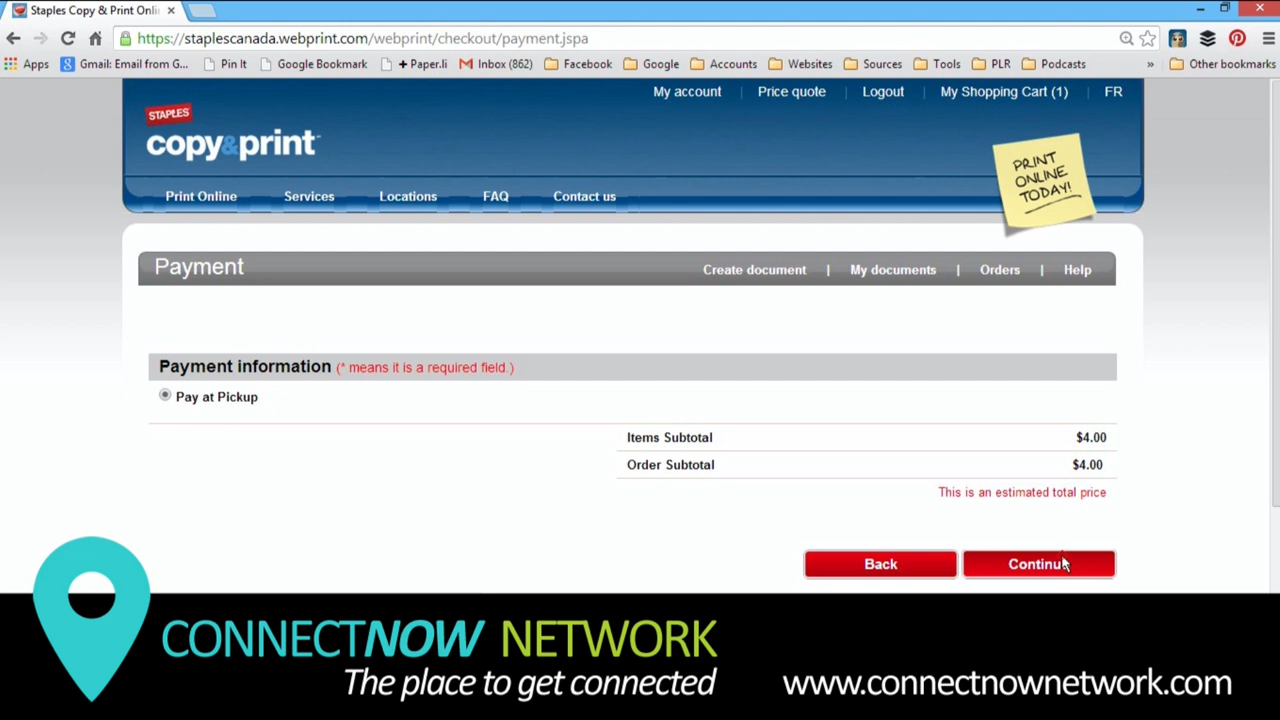 Staples Copy & Print Onli
https://staplescanada.webprint.com/webprint/checkout/payment.jspa
Apps Gmail: Email from G... Pin It Google Bookmark + Paper.li Inbox (862) Facebook Google Accounts Websites Sources Tools PLR Podcasts » Other bookmarks
My account | Price quote | Logout | My Shopping Cart (1) | FR
STAPLES
copy&print
PRINT
ONLINE
TODAY!
Print Online Services Locations FAQ Contact us
Payment Create document | My documents | Orders | Help
Payment information (* means it is a required field.)
Pay at Pickup
Items Subtotal $4.00
Order Subtotal $4.00
This is an estimated total price
Back Continue
CONNECTNOW NETWORK
The place to get connected www.connectnownetwork.com